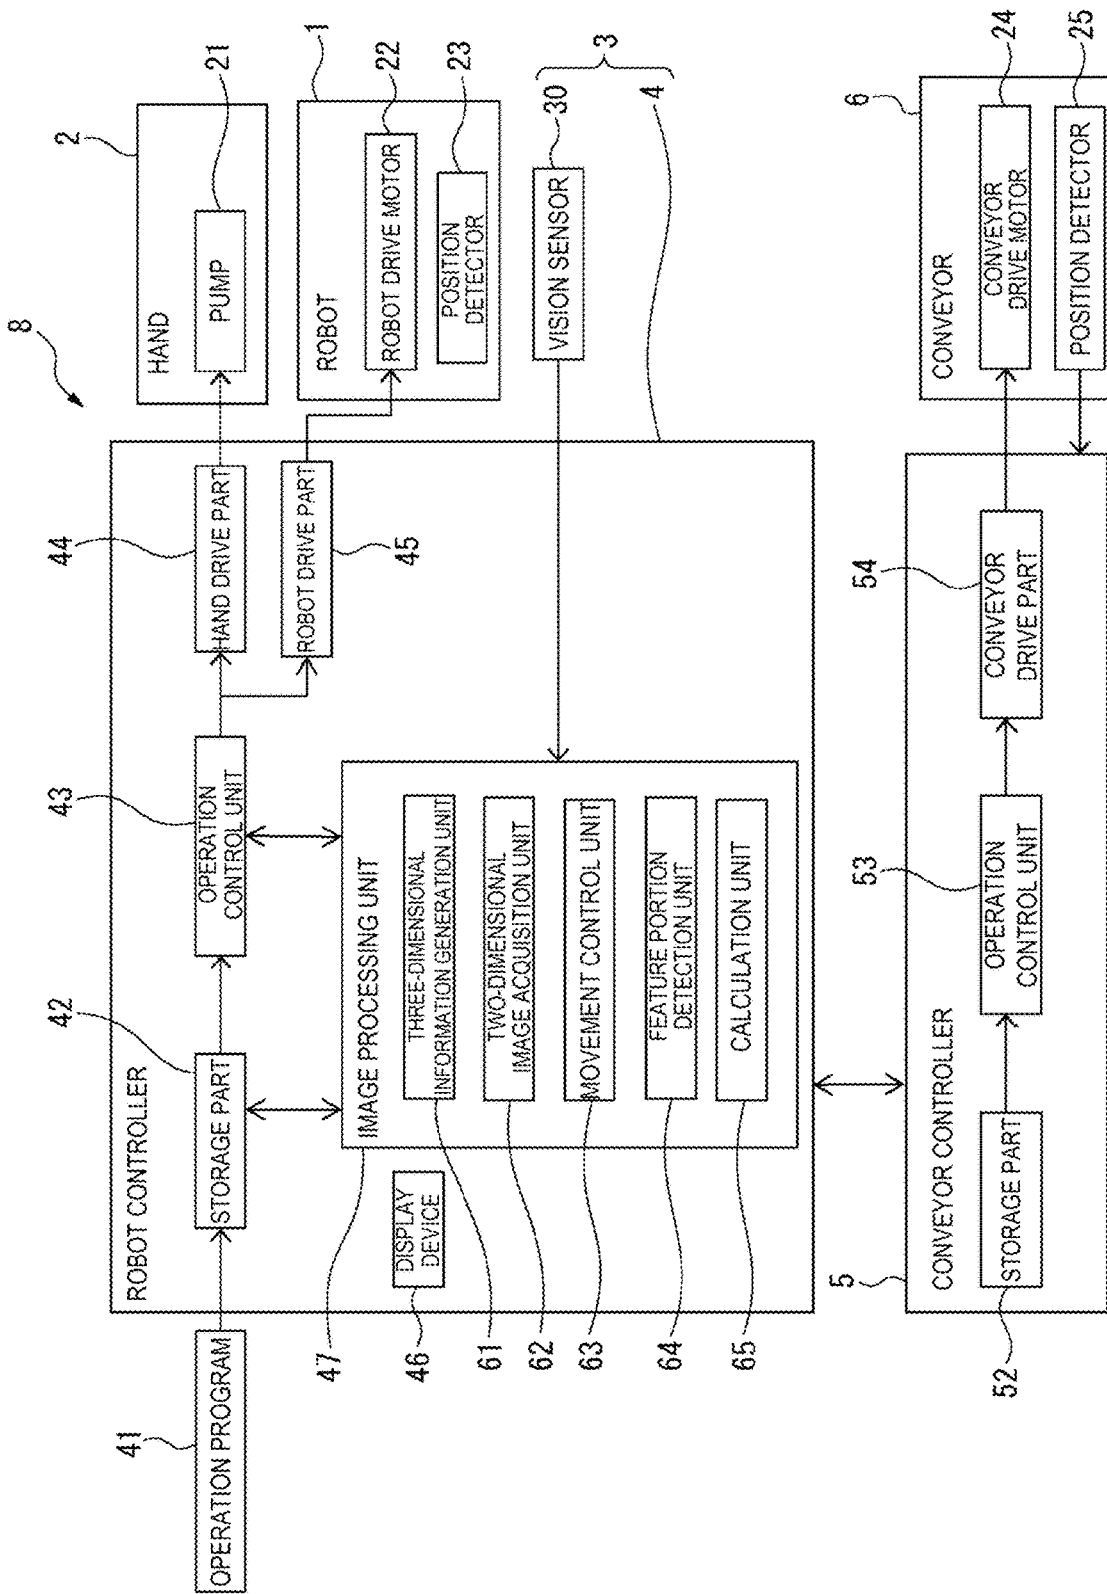 8
41
OPERATION PROGRAM
ROBOT CONTROLLER
42
STORAGE PART
43
OPERATION
CONTROL UNIT
44
HAND DRIVE PART
45
ROBOT DRIVE PART
2
HAND
21
PUMP
1
ROBOT
22
ROBOT DRIVE MOTOR
23
POSITION
DETECTOR
30
VISION SENSOR
3
4
46
DISPLAY
DEVICE
47
IMAGE PROCESSING UNIT
61
THREE-DIMENSIONAL
INFORMATION GENERATION UNIT
62
TWO-DIMENSIONAL
IMAGE ACQUISITION UNIT
63
MOVEMENT CONTROL UNIT
64
FEATURE PORTION
DETECTION UNIT
65
CALCULATION UNIT
5
CONVEYOR CONTROLLER
52
STORAGE PART
53
OPERATION
CONTROL UNIT
54
CONVEYOR
DRIVE PART
6
CONVEYOR
24
CONVEYOR
DRIVE MOTOR
25
POSITION DETECTOR